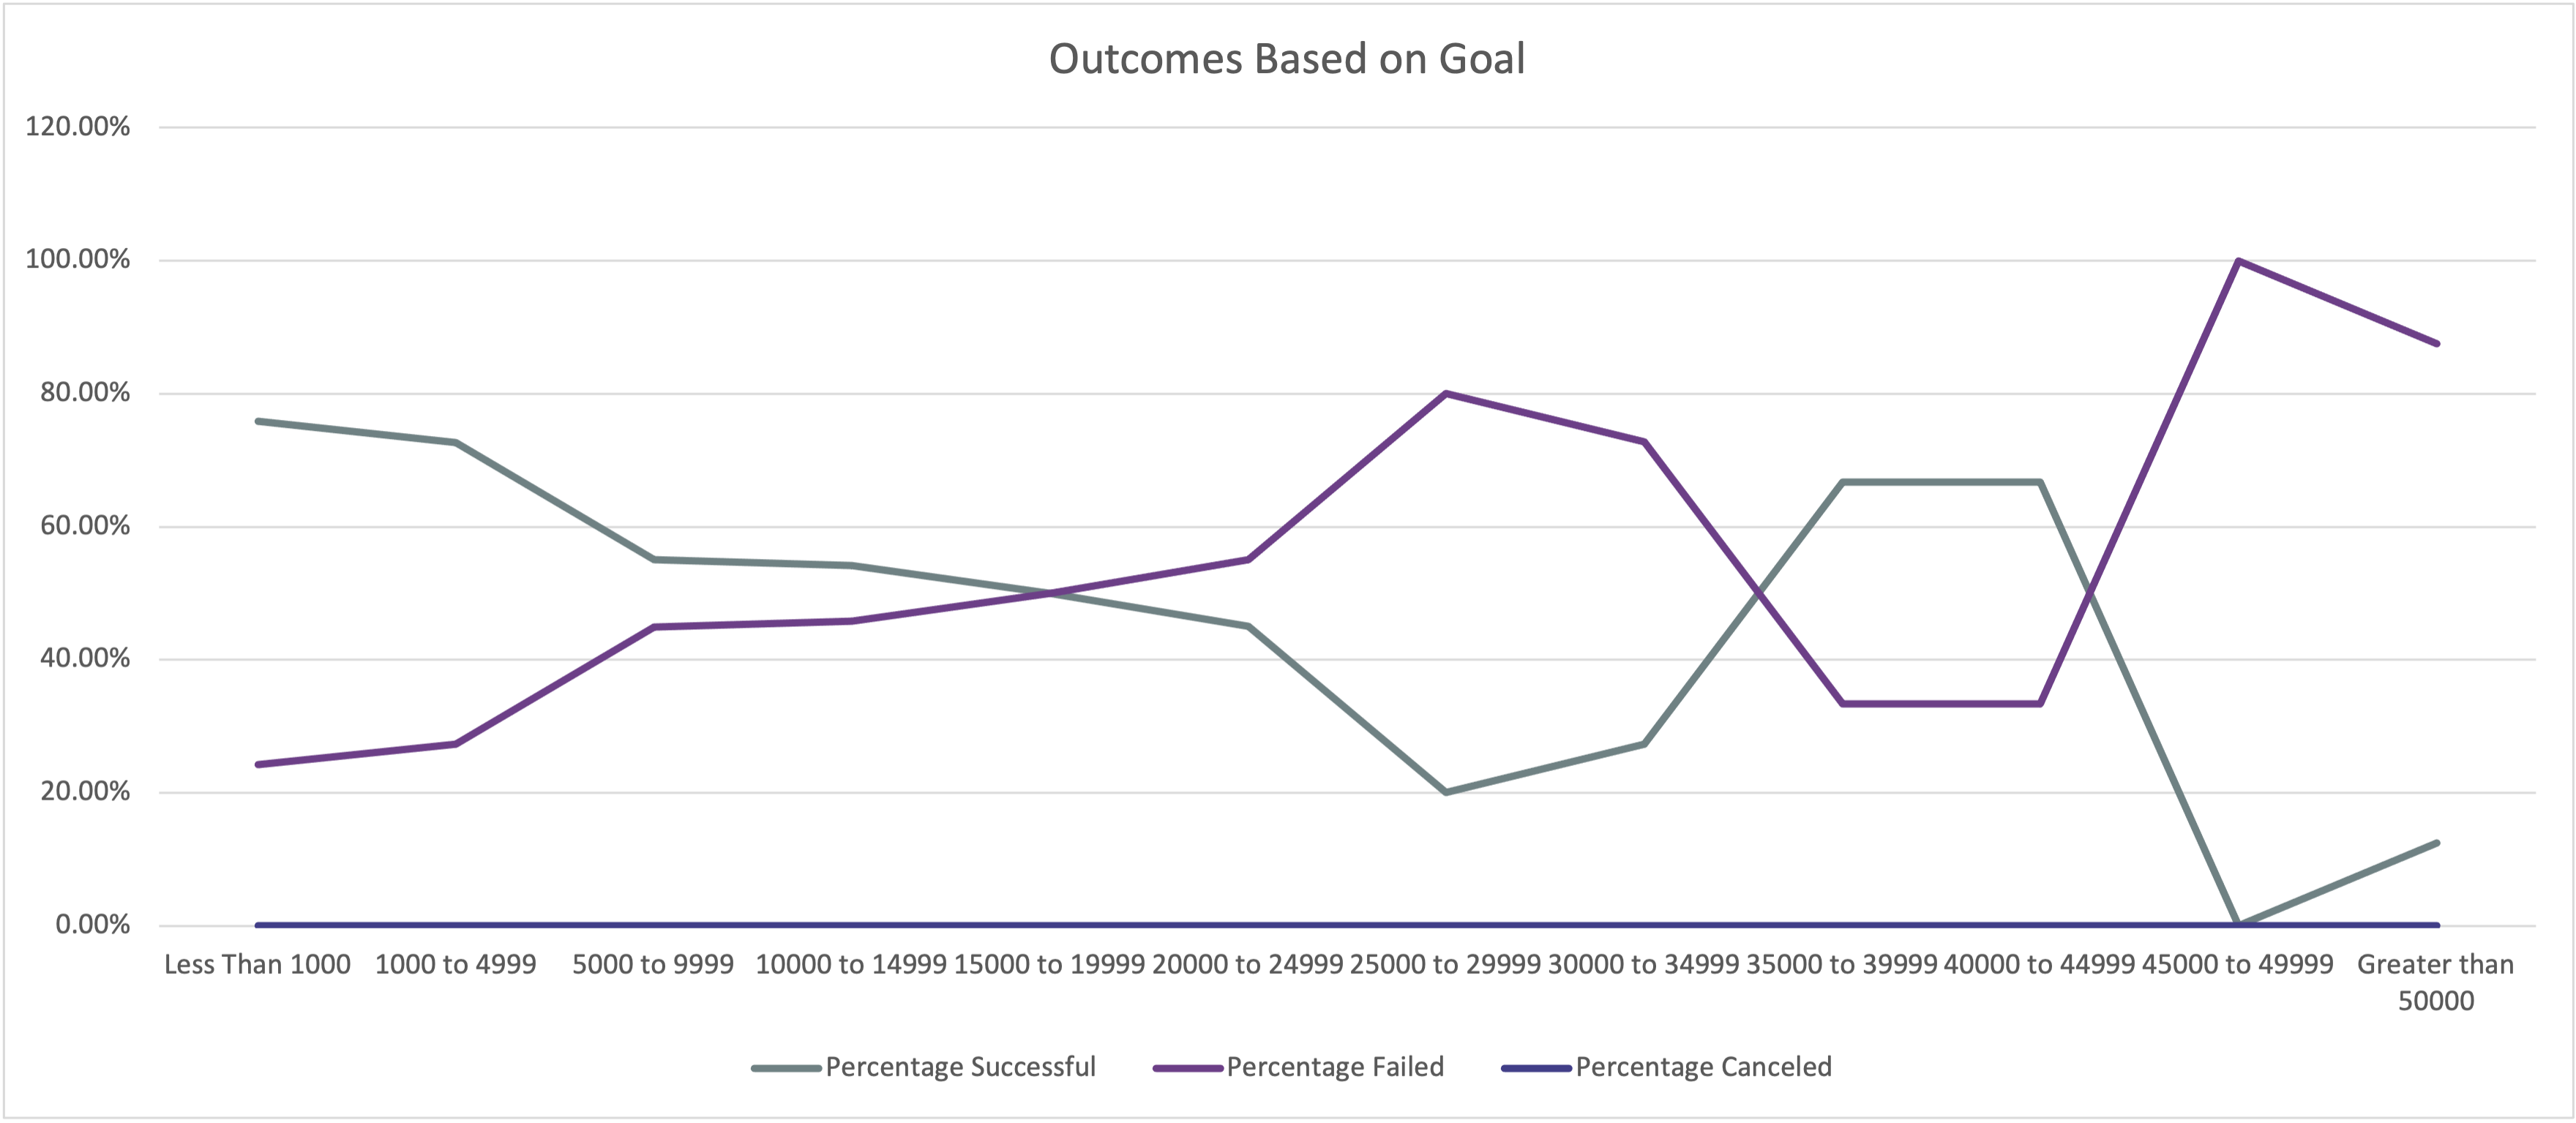 Outcomes Based on Goal
120.00%
100.00%
80.00%
60.00%
40.00%
20.00%
0.00%
Less Than 1000 1000 to 4999 5000 to 9999 10000 to 14999 15000 to 19999 20000 to 24999 25000 to 29999 30000 to 34999 35000 to 39999 40000 to 44999 45000 to 49999 Greater than
50000
Percentage Successful Percentage Failed Percentage Canceled